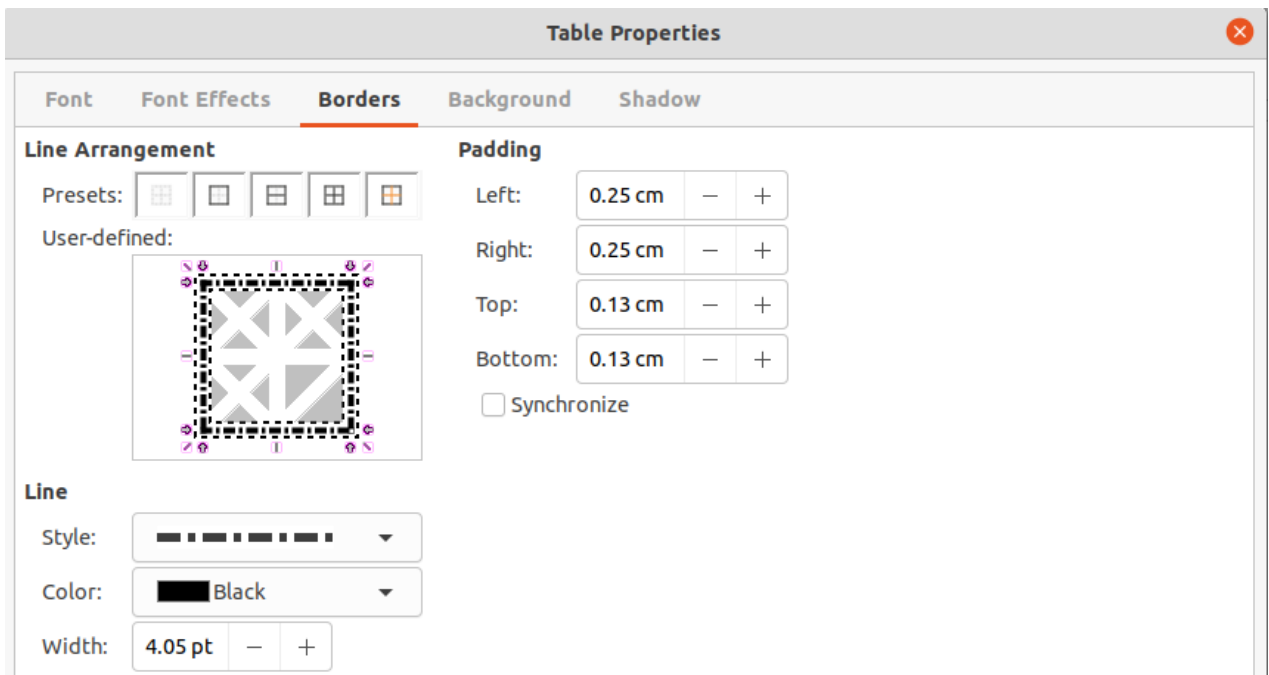 Table Properties
Font Font Effects Borders Background Shadow
Line Arrangement
Presets:
User-defined:
Padding
Left: 0.25 cm
Right: 0.25 cm
Top: 0.13 cm
Bottom: 0.13 cm
Synchronize
Line
Style:
Color: Black
Width: 4.05 pt